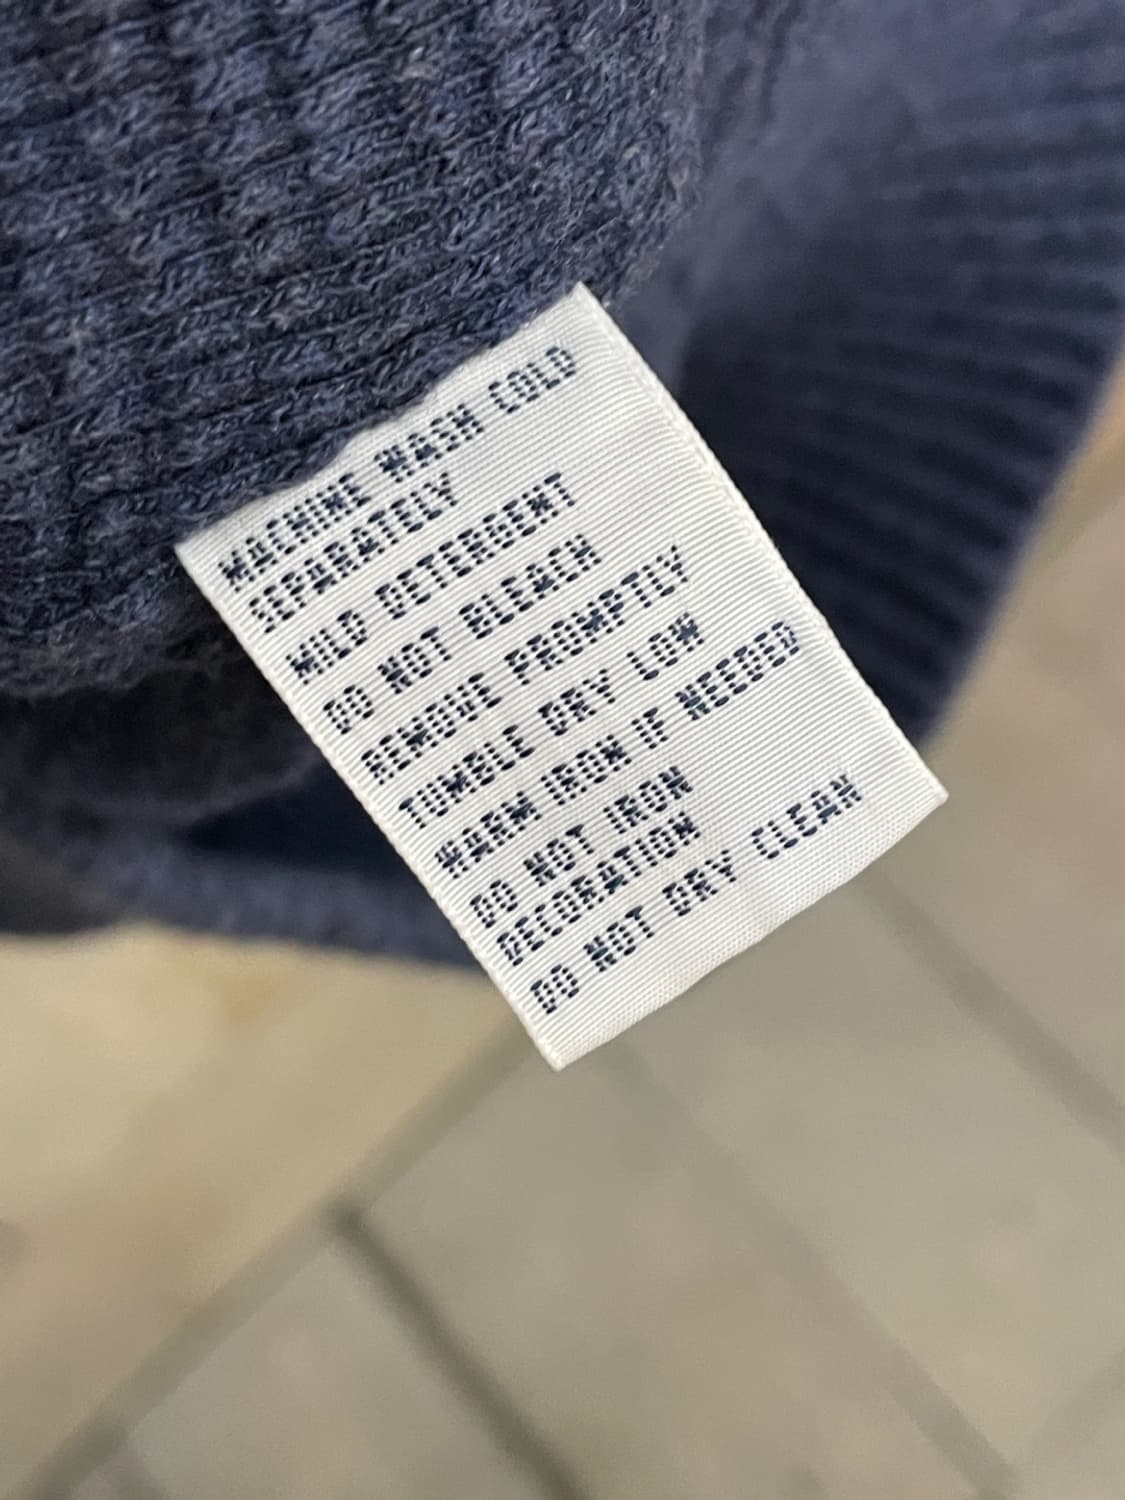 MACHINE WASH COLD
SEPARATELY
MILD DETERGENT
DO NOT BLEACH
REMOVE PROMPTLY
TUMBLE DRY LOW
WARM IRON IF NEEDED
DO NOT IRON
DECORATION
DO NOT DRY CLEAN